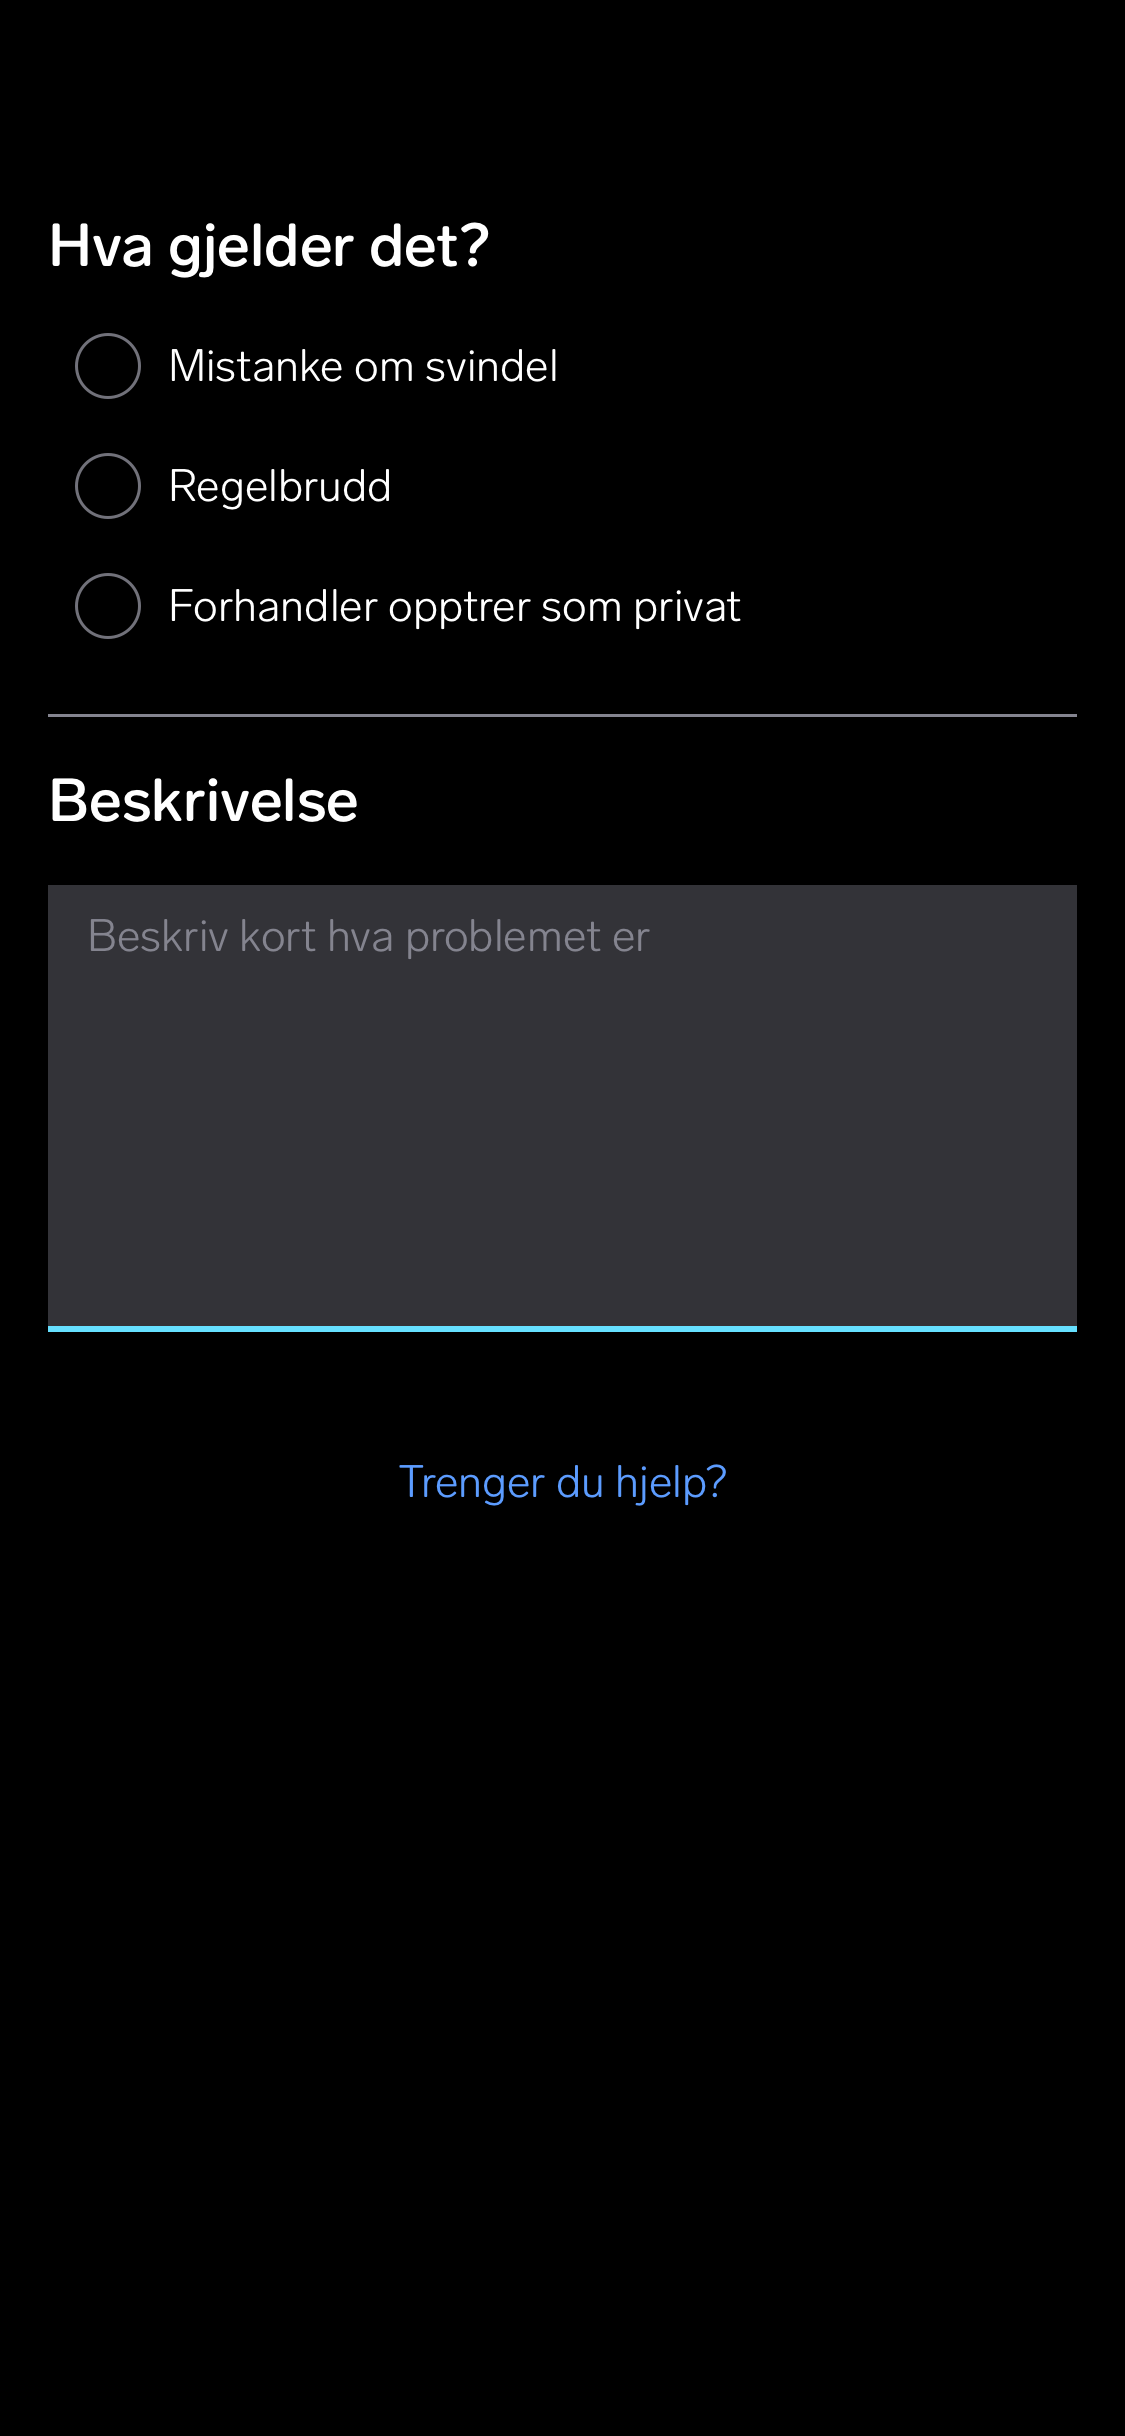 Hva gjelder det?
Mistanke om svindel
Regelbrudd
Forhandler opptrer som privat
Beskrivelse
Beskriv kort hva problemet er
Trenger du hjelp?